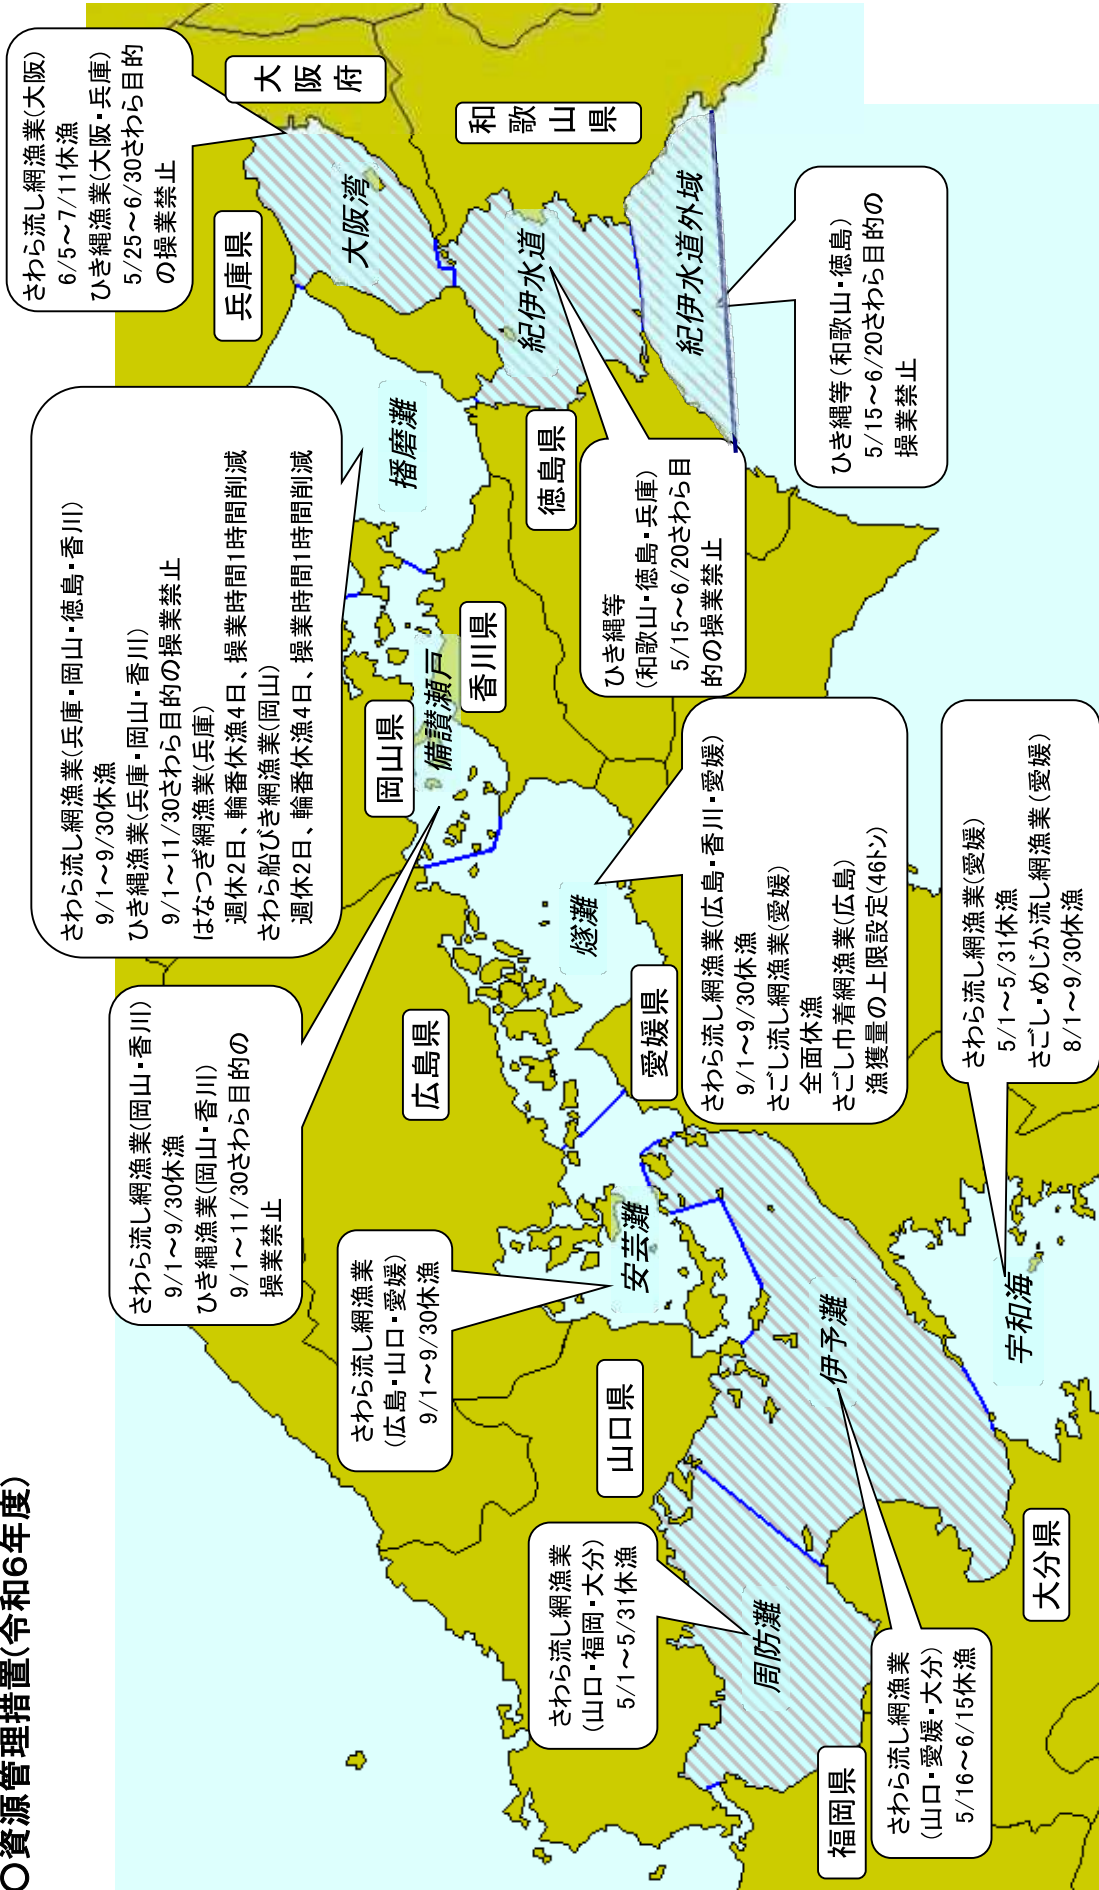 〇資源管理措置(令和6年度)
さわら流し網漁業(大阪)
6/5～7/11休漁
ひき縄漁業(大阪・兵庫)
5/25～6/30さわら目的
の操業禁止
大阪府
兵庫県
和歌山県
大阪湾
紀伊水道
紀伊水道外域
ひき縄等(和歌山・徳島)
5/15～6/20さわら目的の
操業禁止
さわら流し網漁業(兵庫・岡山・徳島・香川)
9/1～9/30休漁
ひき縄漁業(兵庫・岡山・香川)
9/1～11/30さわら目的の操業禁止
はなつぎ網漁業(兵庫)
週休2日、輪番休漁4日、操業時間1時間削減
さわら船びき網漁業(岡山)
週休2日、輪番休漁4日、操業時間1時間削減
播磨灘
徳島県
ひき縄等
(和歌山・徳島・兵庫)
5/15～6/20さわら目
的の操業禁止
岡山県
備讃瀬戸
香川県
さわら流し網漁業(岡山・香川)
9/1～9/30休漁
ひき縄漁業(岡山・香川)
9/1～11/30さわら目的の
操業禁止
広島県
燧灘
愛媛県
さわら流し網漁業(広島・香川・愛媛)
9/1～9/30休漁
さごし流し網漁業(愛媛)
全面休漁
さごし巾着網漁業(広島)
漁獲量の上限設定(46トン)
さわら流し網漁業(愛媛)
5/1～5/31休漁
さごし・めじか流し網漁業(愛媛)
8/1～9/30休漁
さわら流し網漁業
(広島・山口・愛媛)
9/1～9/30休漁
安芸灘
山口県
伊予灘
宇和海
さわら流し網漁業
(山口・福岡・大分)
5/1～5/31休漁
周防灘
大分県
福岡県
さわら流し網漁業
(山口・愛媛・大分)
5/16～6/15休漁